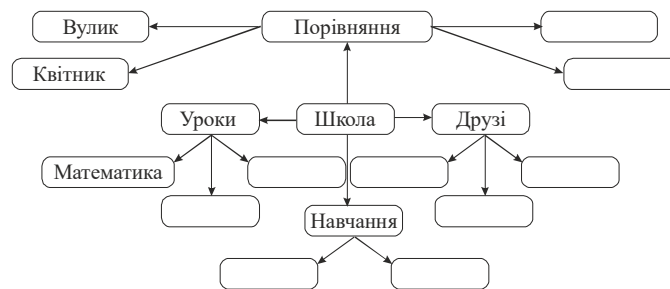 Вулик
Порівняння
Квітник
Уроки
Школа
Друзі
Математика
Навчання